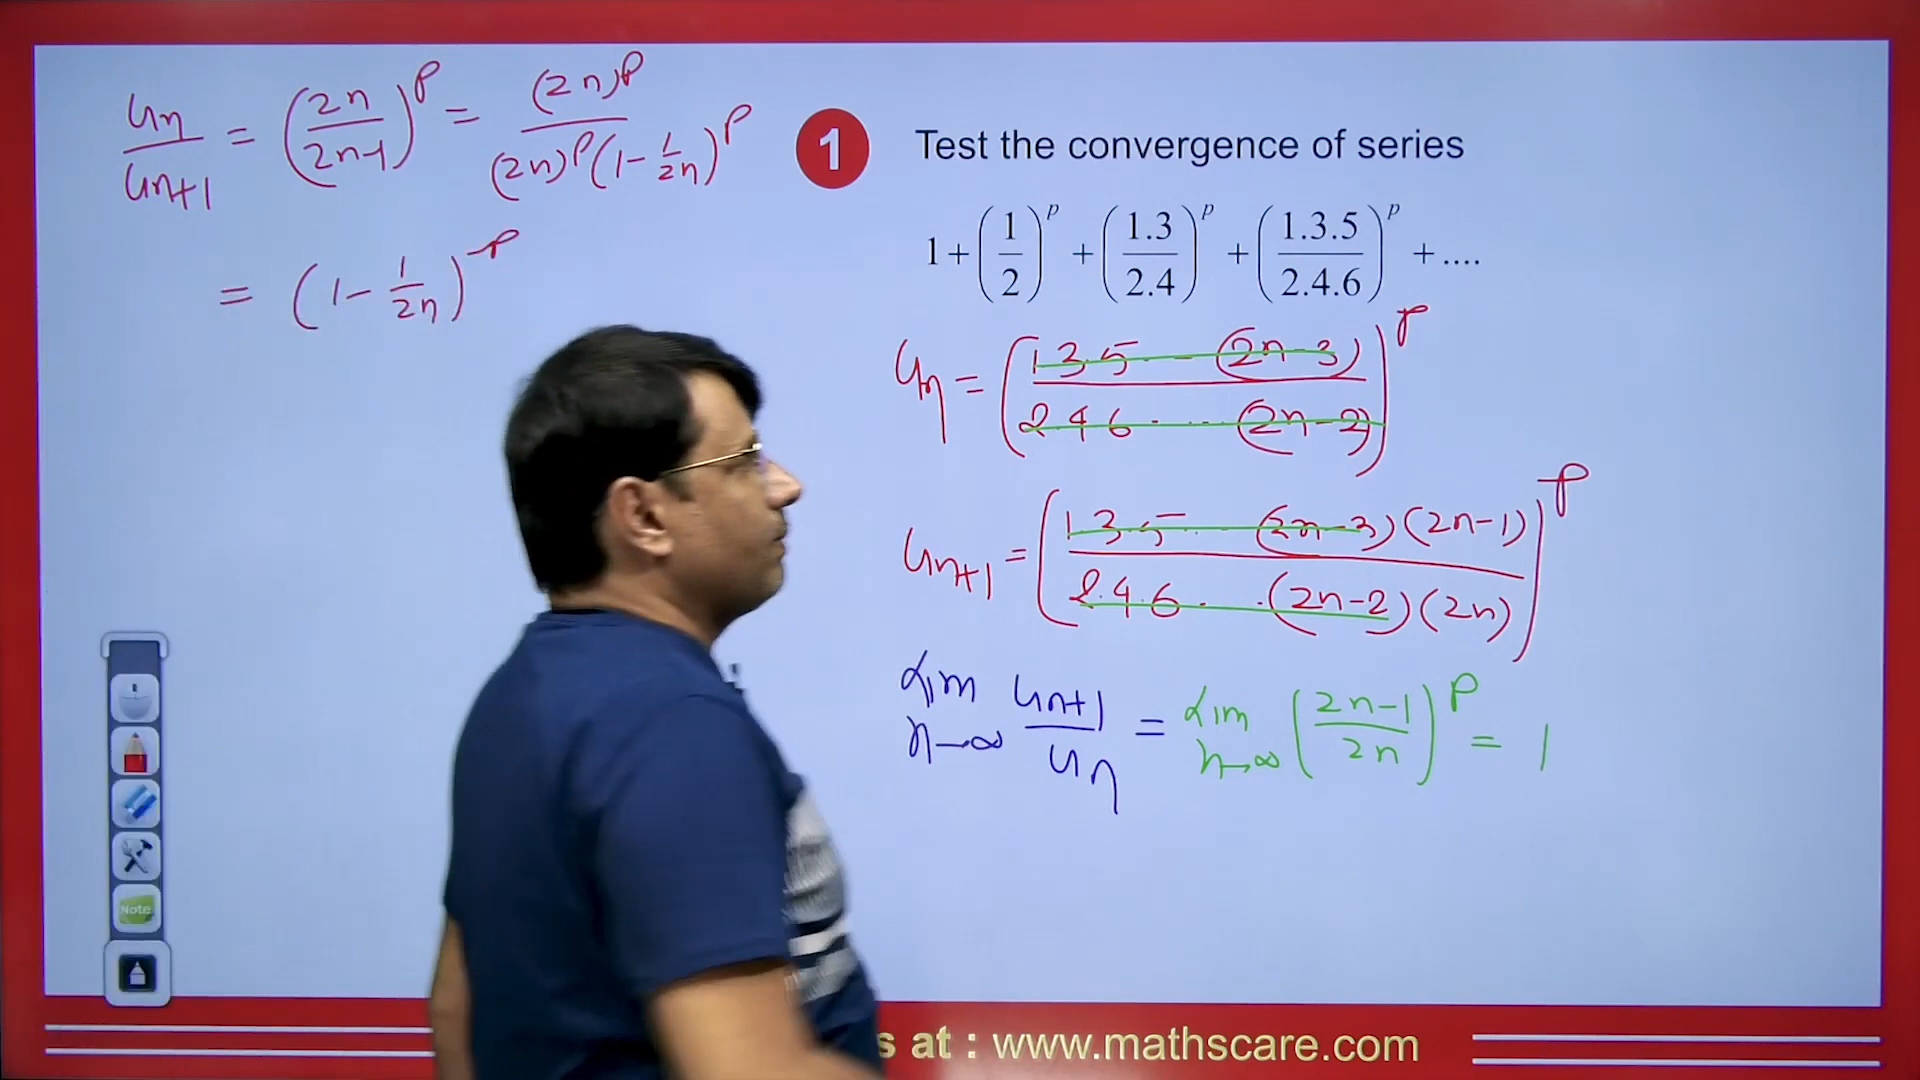 uₙ/uₙ₊₁ = (2n/(2n-1))^p = (2n)^p/((2n)^p (1-1/2n)^p)
= (1-1/2n)^-p
1 Test the convergence of series
1+(1/2)^p+(1.3/2.4)^p+(1.3.5/2.4.6)^p+....
uₙ = (1.3.5---(2n-3)/2.4.6....(2n-2))^p
uₙ₊₁ = (1.3.5....(2n-3)(2n-1)/2.4.6...(2n-2)(2n))^p
Lim n→∞ uₙ₊₁/uₙ = Lim n→∞ ((2n-1)/2n)^p = 1
Note
s at : www.mathscare.com